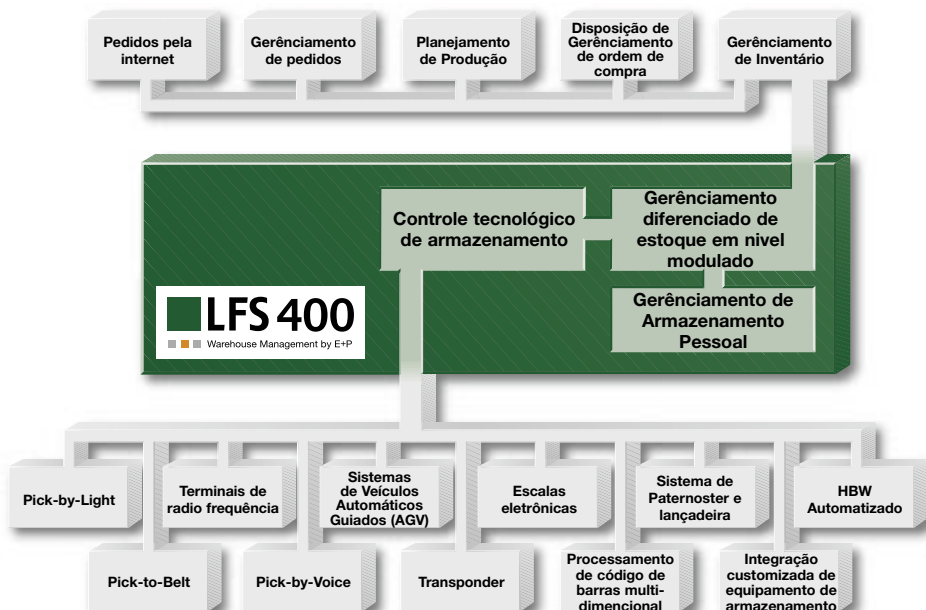 Pedidos pela
internet
Gerênciamento
de pedidos
Planejamento
de Produção
Disposição de
Gerênciamento
de ordem de
compra
Gerênciamento
de Inventário
Controle tecnológico
de armazenamento
Gerênciamento
diferenciado de
estoque em nivel
modulado
Gerênciamento de
Armazenamento
Pessoal
LFS 400
Warehouse Management by E+P
Pick-by-Light
Terminais de
radio frequência
Sistemas
de Veículos
Automáticos
Guiados (AGV)
Escalas
eletrônicas
Sistema de
Paternoster e
lançadeira
HBW
Automatizado
Pick-to-Belt
Pick-by-Voice
Transponder
Processamento
de código de
barras multi-
dimencional
Integração
customizada de
equipamento de
armazenamento